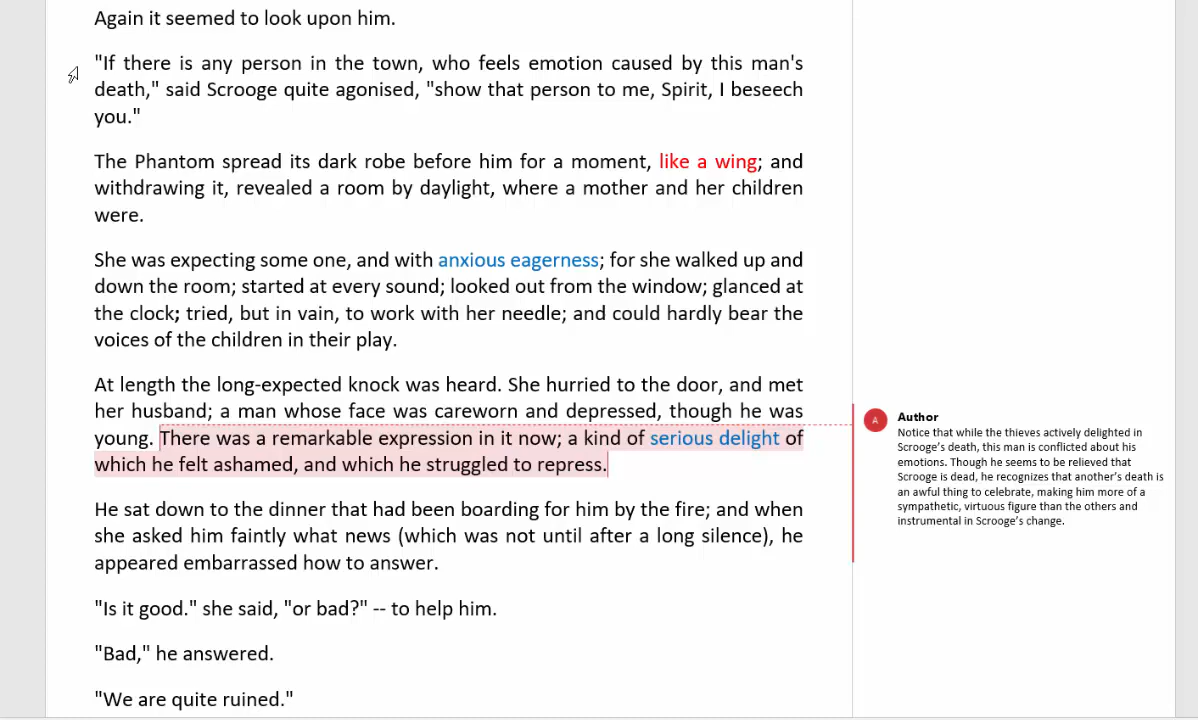 Again it seemed to look upon him.
"If there is any person in the town, who feels emotion caused by this man's
death," said Scrooge quite agonised, "show that person to me, Spirit, I beseech
you."
The Phantom spread its dark robe before him for a moment, like a wing; and
withdrawing it, revealed a room by daylight, where a mother and her children
were.
She was expecting some one, and with anxious eagerness; for she walked up and
down the room; started at every sound; looked out from the window; glanced at
the clock; tried, but in vain, to work with her needle; and could hardly bear the
voices of the children in their play.
At length the long-expected knock was heard. She hurried to the door, and met
her husband; a man whose face was careworn and depressed, though he was
young. There was a remarkable expression in it now; a kind of serious delight of
which he felt ashamed, and which he struggled to repress.
He sat down to the dinner that had been boarding for him by the fire; and when
she asked him faintly what news (which was not until after a long silence), he
appeared embarrassed how to answer.
"Is it good." she said, "or bad?" -- to help him.
"Bad," he answered.
"We are quite ruined."
A
Author
Notice that while the thieves actively delighted in
Scrooge's death, this man is conflicted about his
emotions. Though he seems to be relieved that
Scrooge is dead, he recognizes that another's death is
an awful thing to celebrate, making him more of a
sympathetic, virtuous figure than the others and
instrumental in Scrooge's change.